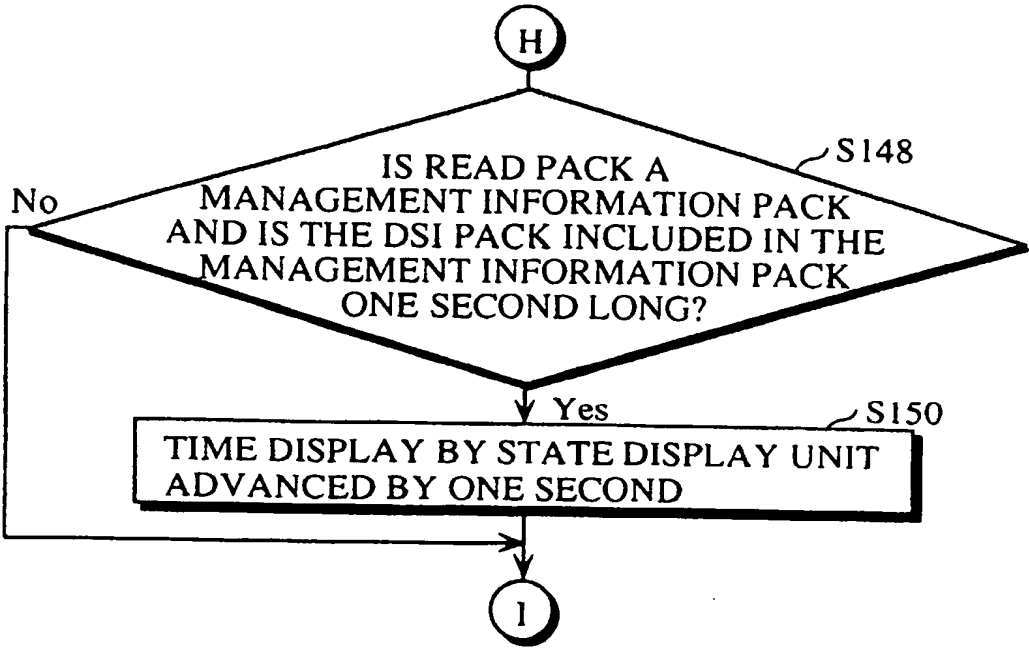 H
S148
IS READ PACK A
MANAGEMENT INFORMATION PACK
AND IS THE DSI PACK INCLUDED IN THE
MANAGEMENT INFORMATION PACK
ONE SECOND LONG?
No
Yes
S150
TIME DISPLAY BY STATE DISPLAY UNIT
ADVANCED BY ONE SECOND
I